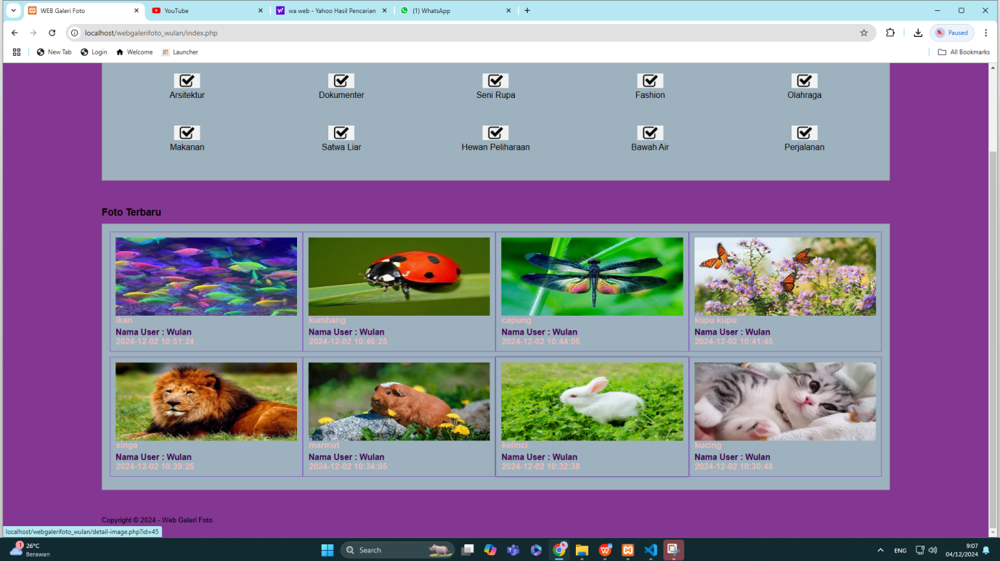 WEB Galeri Foto
YouTube
wa web - Yahoo Hasil Pencarian
(1) WhatsApp
localhost/webgalerifoto_wulan/index.php
Paused
New Tab
Login
Welcome
Launcher
All Bookmarks
Arsitektur
Dokumenter
Seni Rupa
Fashion
Olahraga
Makanan
Satwa Liar
Hewan Peliharaan
Bawah Air
Perjalanan
Foto Terbaru
ikan
Nama User : Wulan
2024-12-02 10:51:24
kumbang
Nama User : Wulan
2024-12-02 10:46:25
capung
Nama User : Wulan
2024-12-02 10:44:05
kupu kupu
Nama User : Wulan
2024-12-02 10:41:45
singa
Nama User : Wulan
2024-12-02 10:39:25
marmut
Nama User : Wulan
2024-12-02 10:34:05
kelinci
Nama User : Wulan
2024-12-02 10:32:38
kucing
Nama User : Wulan
2024-12-02 10:30:48
Copyright © 2024 - Web Galeri Foto.
localhost/webgalerifoto_wulan/detail-image.php?id=45
1
26°C
Berawan
Search
ENG
9:07
04/12/2024